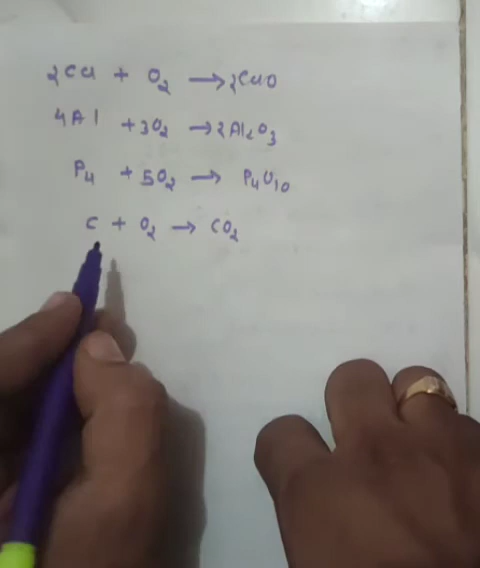 2Cu + O₂ → 2CuO
4Al + 3O₂ → 2Al₂O₃
P₄ + 5O₂ → P₄O₁₀
C + O₂ → CO₂